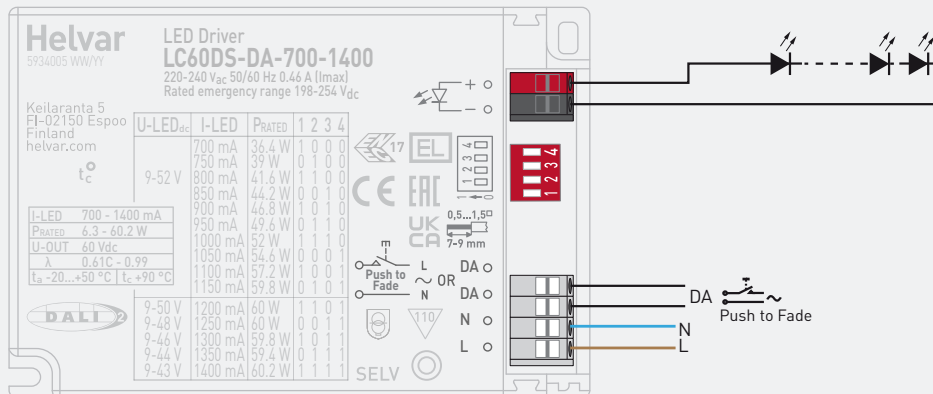 Helvar
5934005 WW/YY
LED Driver
LC60DS-DA-700-1400
220-240 Vac 50/60 Hz 0.46 A (Imax)
Rated emergency range 198-254 Vdc
Keilaranta 5
FI-02150 Espoo
Finland
helvar.com
tc
I-LED 700 - 1400 mA
PRATED 6.3 - 60.2 W
U-OUT 60 Vdc
λ 0.61C - 0.99
ta -20...+50 °C tc +90 °C
DALI 2
U-LEDdc I-LED PRATED 1 2 3 4
9-52 V
700 mA 36.4 W 1 0 0 0
750 mA 39 W 0 1 0 0
800 mA 41.6 W 1 1 0 0
850 mA 44.2 W 0 0 1 0
900 mA 46.8 W 1 0 1 0
950 mA 49.6 W 0 1 1 0
1000 mA 52 W 1 1 1 0
1050 mA 54.6 W 0 0 0 1
1100 mA 57.2 W 1 0 0 1
1150 mA 59.8 W 0 1 0 1
9-50 V 1200 mA 60 W 1 1 0 1
9-48 V 1250 mA 60 W 0 0 1 1
9-46 V 1300 mA 59.8 W 1 0 1 1
9-44 V 1350 mA 59.4 W 0 1 1 1
9-43 V 1400 mA 60.2 W 1 1 1 1
+
-
17
EL
1 2 3 4
1 0
CE
EAC
UK
CA
0,5...1,5
7-9 mm
Push to
Fade
L
N
~ OR
DA
DA
N
L
110
SELV
1 2 3 4
DA
~
Push to Fade
N
L